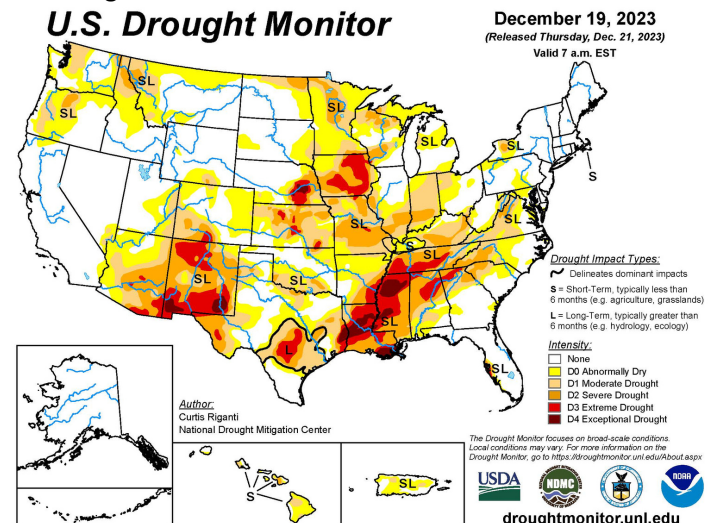 U.S. Drought Monitor
December 19, 2023
(Released Thursday, Dec. 21, 2023)
Valid 7 a.m. EST
SL
SL
SL
SL
SL
S
SL
SL
S
SL
SL
SL
SL
L
SL
Drought Impact Types:
Delineates dominant impacts
S = Short-Term, typically less than
6 months (e.g. agriculture, grasslands)
L = Long-Term, typically greater than
6 months (e.g. hydrology, ecology)
Intensity:
None
D0 Abnormally Dry
D1 Moderate Drought
D2 Severe Drought
D3 Extreme Drought
D4 Exceptional Drought
Author:
Curtis Riganti
National Drought Mitigation Center
S
SL
The Drought Monitor focuses on broad-scale conditions.
Local conditions may vary. For more information on the
Drought Monitor, go to https://droughtmonitor.unl.edu/About.aspx
USDA
NDMC
NOAA
droughtmonitor.unl.edu